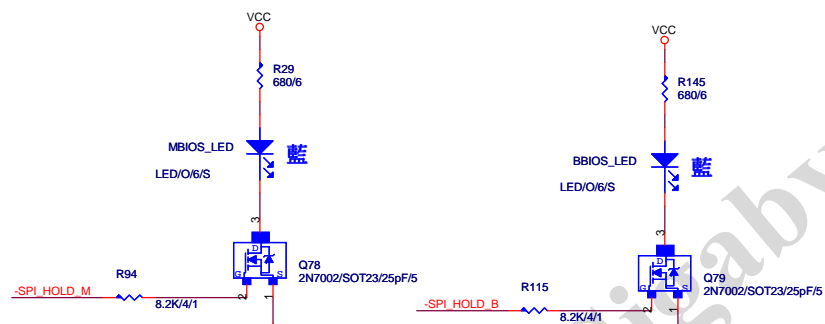 VCC
R29
680/6
MBIOS_LED
藍
LED/O/6/S
3
D
G
S
Q78
2N7002/SOT23/25pF/5
R94
-SPI_HOLD_M
8.2K/4/1
2
1
VCC
R145
680/6
BBIOS_LED
藍
LED/O/6/S
3
D
G
S
Q79
2N7002/SOT23/25pF/5
R115
-SPI_HOLD_B
8.2K/4/1
2
1
Gigaby